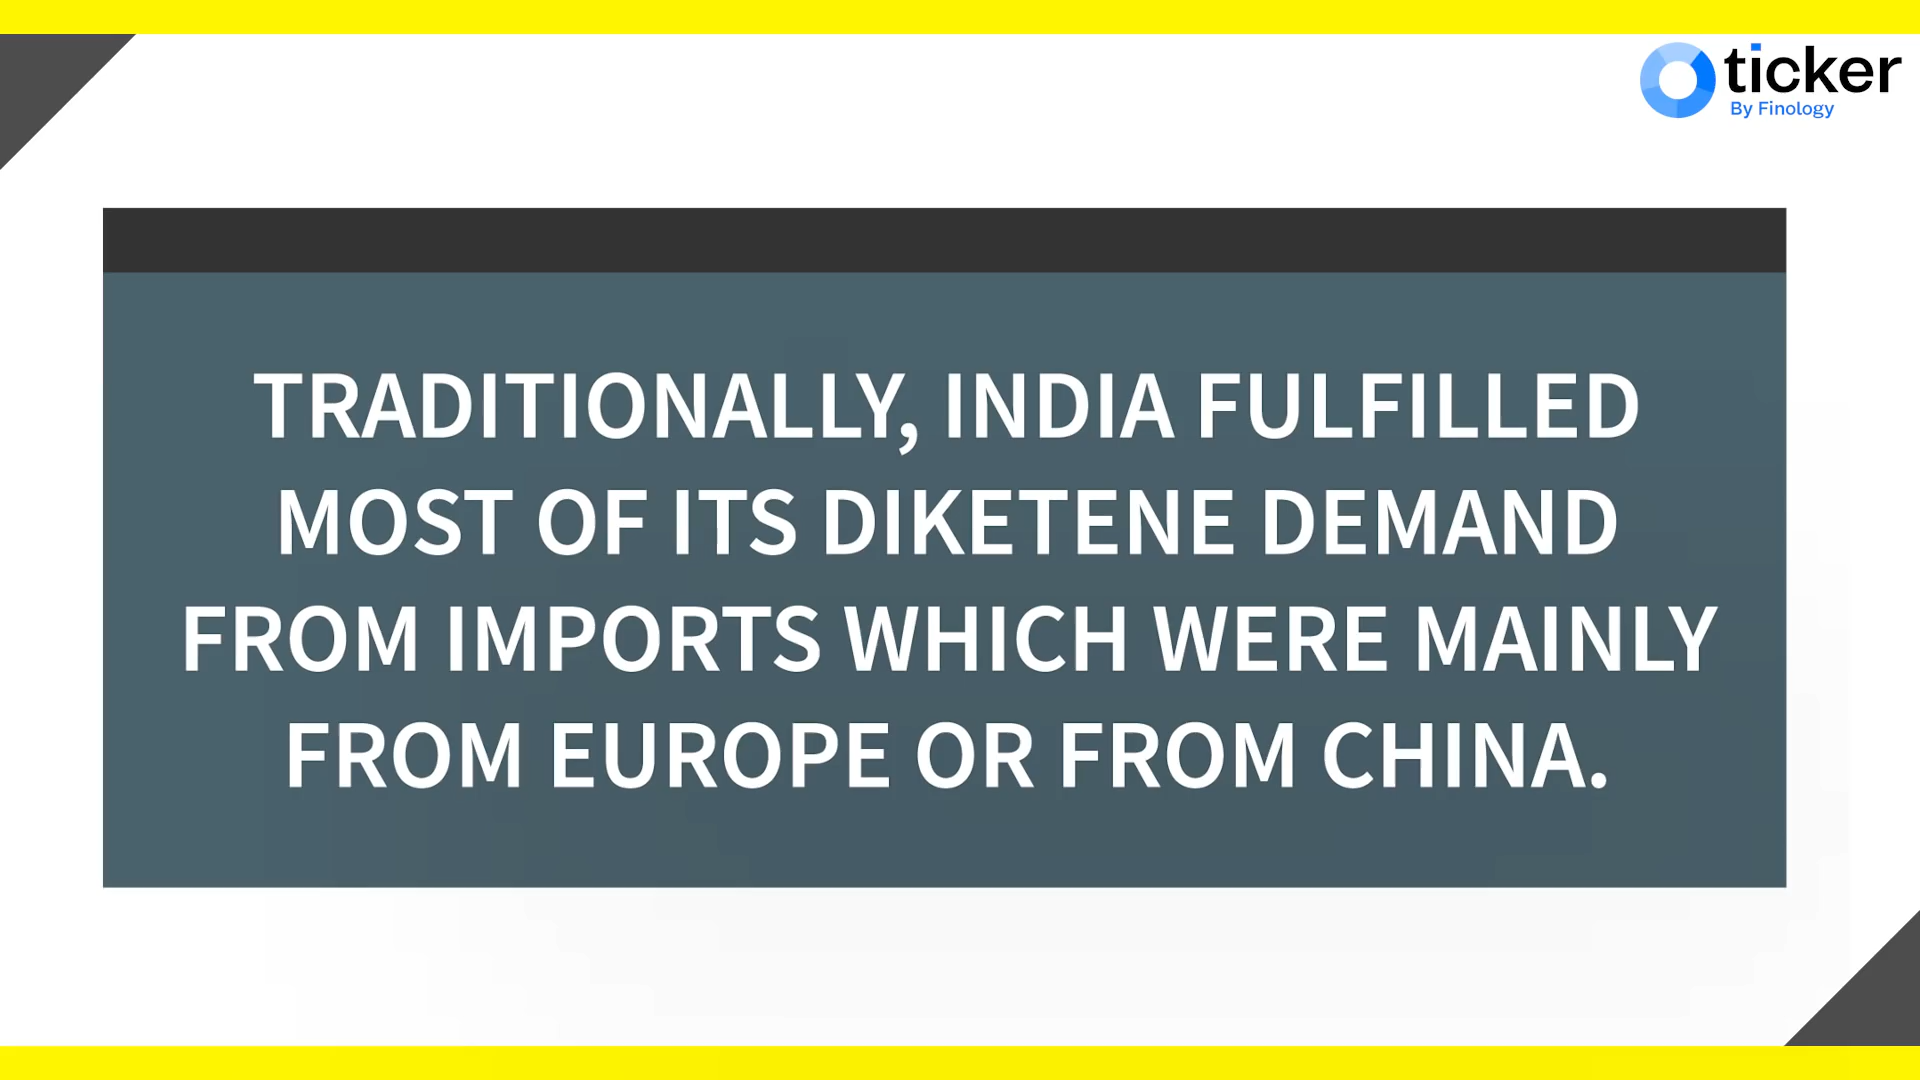 ticker
By Finology
TRADITIONALLY, INDIA FULFILLED
MOST OF ITS DIKETENE DEMAND
FROM IMPORTS WHICH WERE MAINLY
FROM EUROPE OR FROM CHINA.